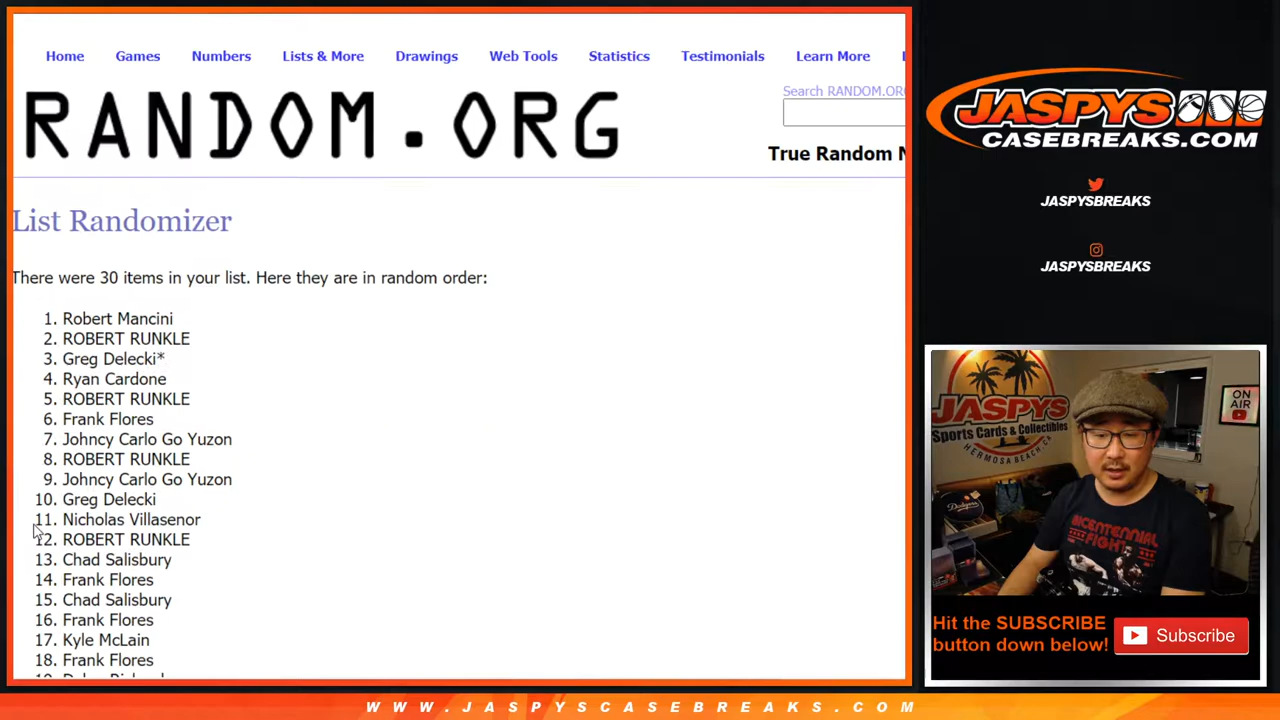 Home Games Numbers Lists & More Drawings Web Tools Statistics Testimonials Learn More
RANDOM.ORG
Search RANDOM.OR
True Random
List Randomizer
There were 30 items in your list. Here they are in random order:
1. Robert Mancini
2. ROBERT RUNKLE
3. Greg Delecki*
4. Ryan Cardone
5. ROBERT RUNKLE
6. Frank Flores
7. Johncy Carlo Go Yuzon
8. ROBERT RUNKLE
9. Johncy Carlo Go Yuzon
10. Greg Delecki
11. Nicholas Villasenor
12. ROBERT RUNKLE
13. Chad Salisbury
14. Frank Flores
15. Chad Salisbury
16. Frank Flores
17. Kyle McLain
18. Frank Flores
JASPYS
CASEBREAKS.COM
JASPYSBREAKS
JASPYSBREAKS
JASPYS
Sports Cards & Collectibles
HERMOSA BEACH, CA
Dodgers
ON AIR
BICENTENNIAL
FIGHT
Hit the SUBSCRIBE
button down below!
Subscribe
WWW.JASPYSCASEBREAKS.COM